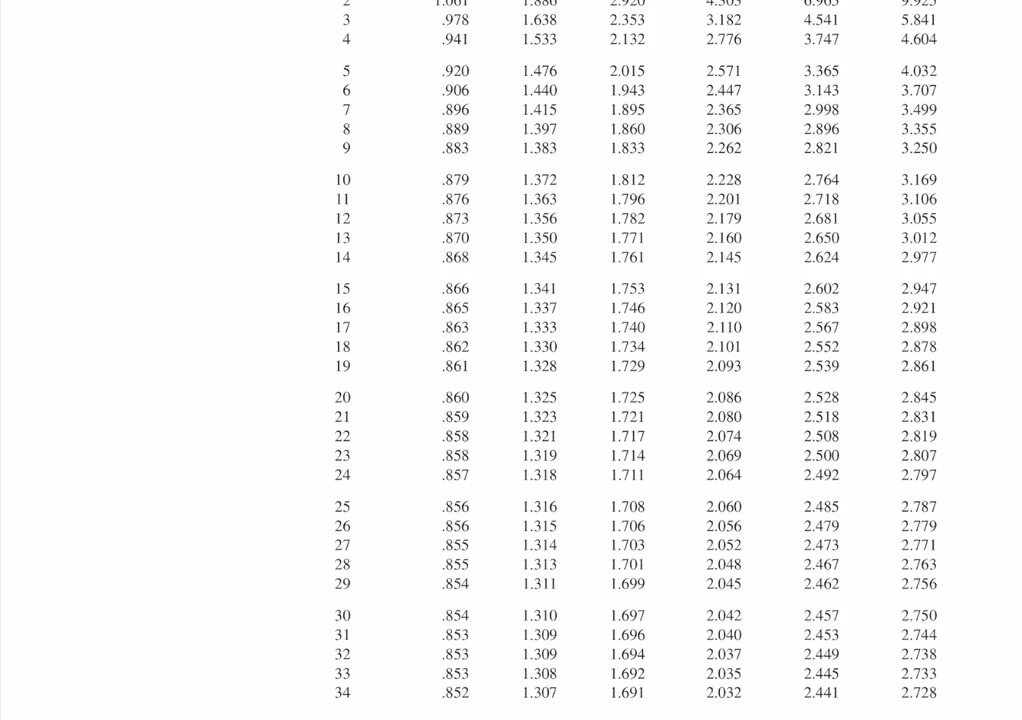 2 1.061 1.886 2.920 4.303 6.965 9.925
3 .978 1.638 2.353 3.182 4.541 5.841
4 .941 1.533 2.132 2.776 3.747 4.604
5 .920 1.476 2.015 2.571 3.365 4.032
6 .906 1.440 1.943 2.447 3.143 3.707
7 .896 1.415 1.895 2.365 2.998 3.499
8 .889 1.397 1.860 2.306 2.896 3.355
9 .883 1.383 1.833 2.262 2.821 3.250
10 .879 1.372 1.812 2.228 2.764 3.169
11 .876 1.363 1.796 2.201 2.718 3.106
12 .873 1.356 1.782 2.179 2.681 3.055
13 .870 1.350 1.771 2.160 2.650 3.012
14 .868 1.345 1.761 2.145 2.624 2.977
15 .866 1.341 1.753 2.131 2.602 2.947
16 .865 1.337 1.746 2.120 2.583 2.921
17 .863 1.333 1.740 2.110 2.567 2.898
18 .862 1.330 1.734 2.101 2.552 2.878
19 .861 1.328 1.729 2.093 2.539 2.861
20 .860 1.325 1.725 2.086 2.528 2.845
21 .859 1.323 1.721 2.080 2.518 2.831
22 .858 1.321 1.717 2.074 2.508 2.819
23 .858 1.319 1.714 2.069 2.500 2.807
24 .857 1.318 1.711 2.064 2.492 2.797
25 .856 1.316 1.708 2.060 2.485 2.787
26 .856 1.315 1.706 2.056 2.479 2.779
27 .855 1.314 1.703 2.052 2.473 2.771
28 .855 1.313 1.701 2.048 2.467 2.763
29 .854 1.311 1.699 2.045 2.462 2.756
30 .854 1.310 1.697 2.042 2.457 2.750
31 .853 1.309 1.696 2.040 2.453 2.744
32 .853 1.309 1.694 2.037 2.449 2.738
33 .853 1.308 1.692 2.035 2.445 2.733
34 .852 1.307 1.691 2.032 2.441 2.728